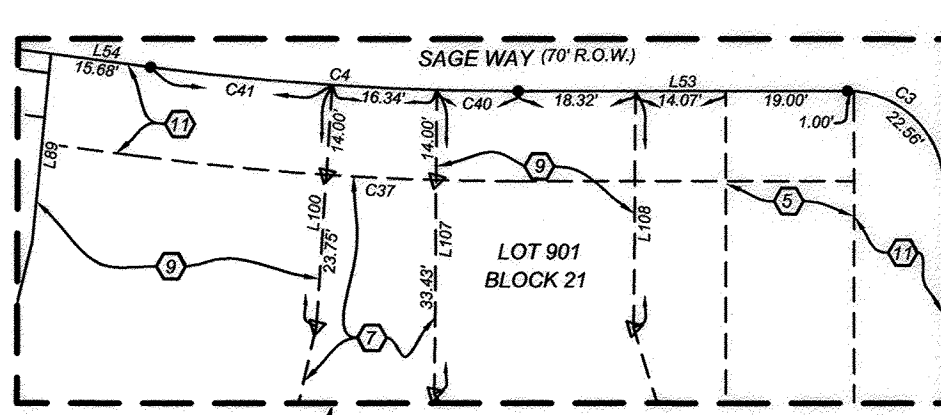 SAGE WAY (70' R.O.W.)
L54
15.68'
C41
C4
16.34'
C40
18.32'
L53
14.07'
19.00'
1.00'
C3
22.56'
11
14.00'
14.00'
L89
9
C37
5
L100
23.75'
L107
33.43'
L108
LOT 901
BLOCK 21
11
9
7